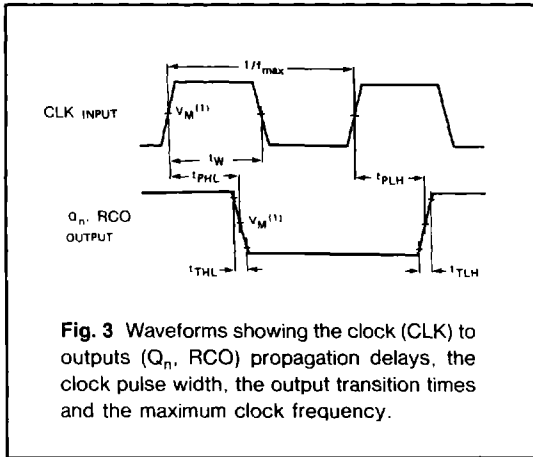 1/fmax
CLK INPUT
VM(1)
tW
tPHL
tPLH
Qn, RCO
OUTPUT
VM(1)
tTHL
tTLH
Fig. 3 Waveforms showing the clock (CLK) to
outputs (Qn, RCO) propagation delays, the
clock pulse width, the output transition times
and the maximum clock frequency.